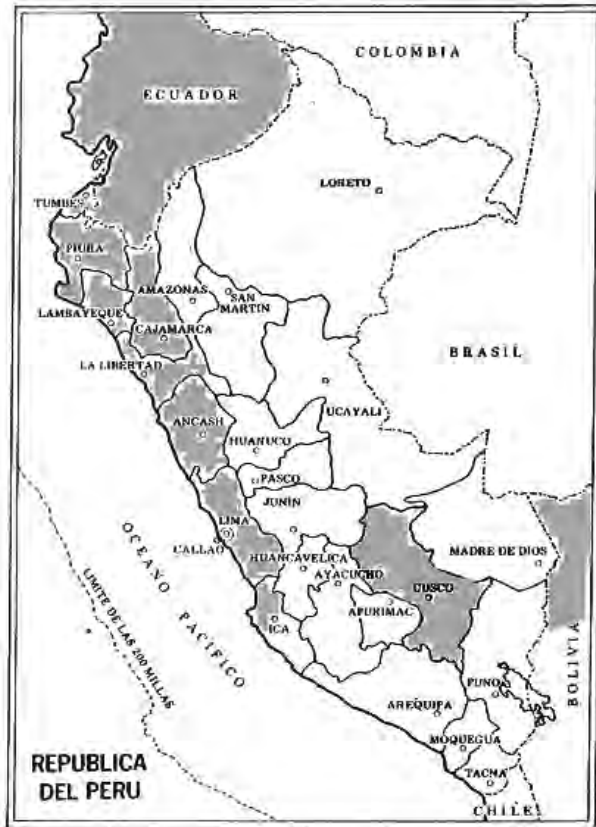 COLOMBIA
ECUADOR
LORETO
TUMBES
PIURA
AMAZONAS
SAN
MARTIN
LAMBAYEQUE
CAJAMARCA
BRASIL
LA LIBERTAD
UCAYALI
ANCASH
HUANUCO
PASCO
JUNIN
LIMA
CALLAO
MADRE DE DIOS
HUANCAVELICA
AYACUCHO
CUSCO
APURIMAC
ICA
OCEANO PACIFICO
LIMITE DE LAS 200 MILLAS
BOLIVIA
PUNO
AREQUIPA
MOQUEGUA
TACNA
CHILE
REPUBLICA
DEL PERU